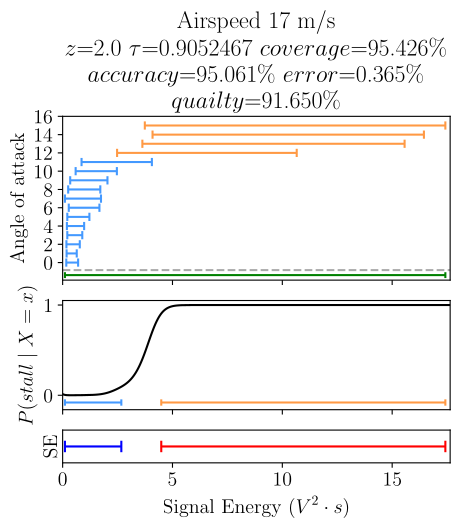 Airspeed 17 m/s
z=2.0 τ=0.9052467 coverage=95.426%
accuracy=95.061% error=0.365%
quailty=91.650%
Angle of attack
16
14
12
10
8
6
4
2
0
P(stall | X = x)
1
0
SE
0 5 10 15
Signal Energy (V² · s)